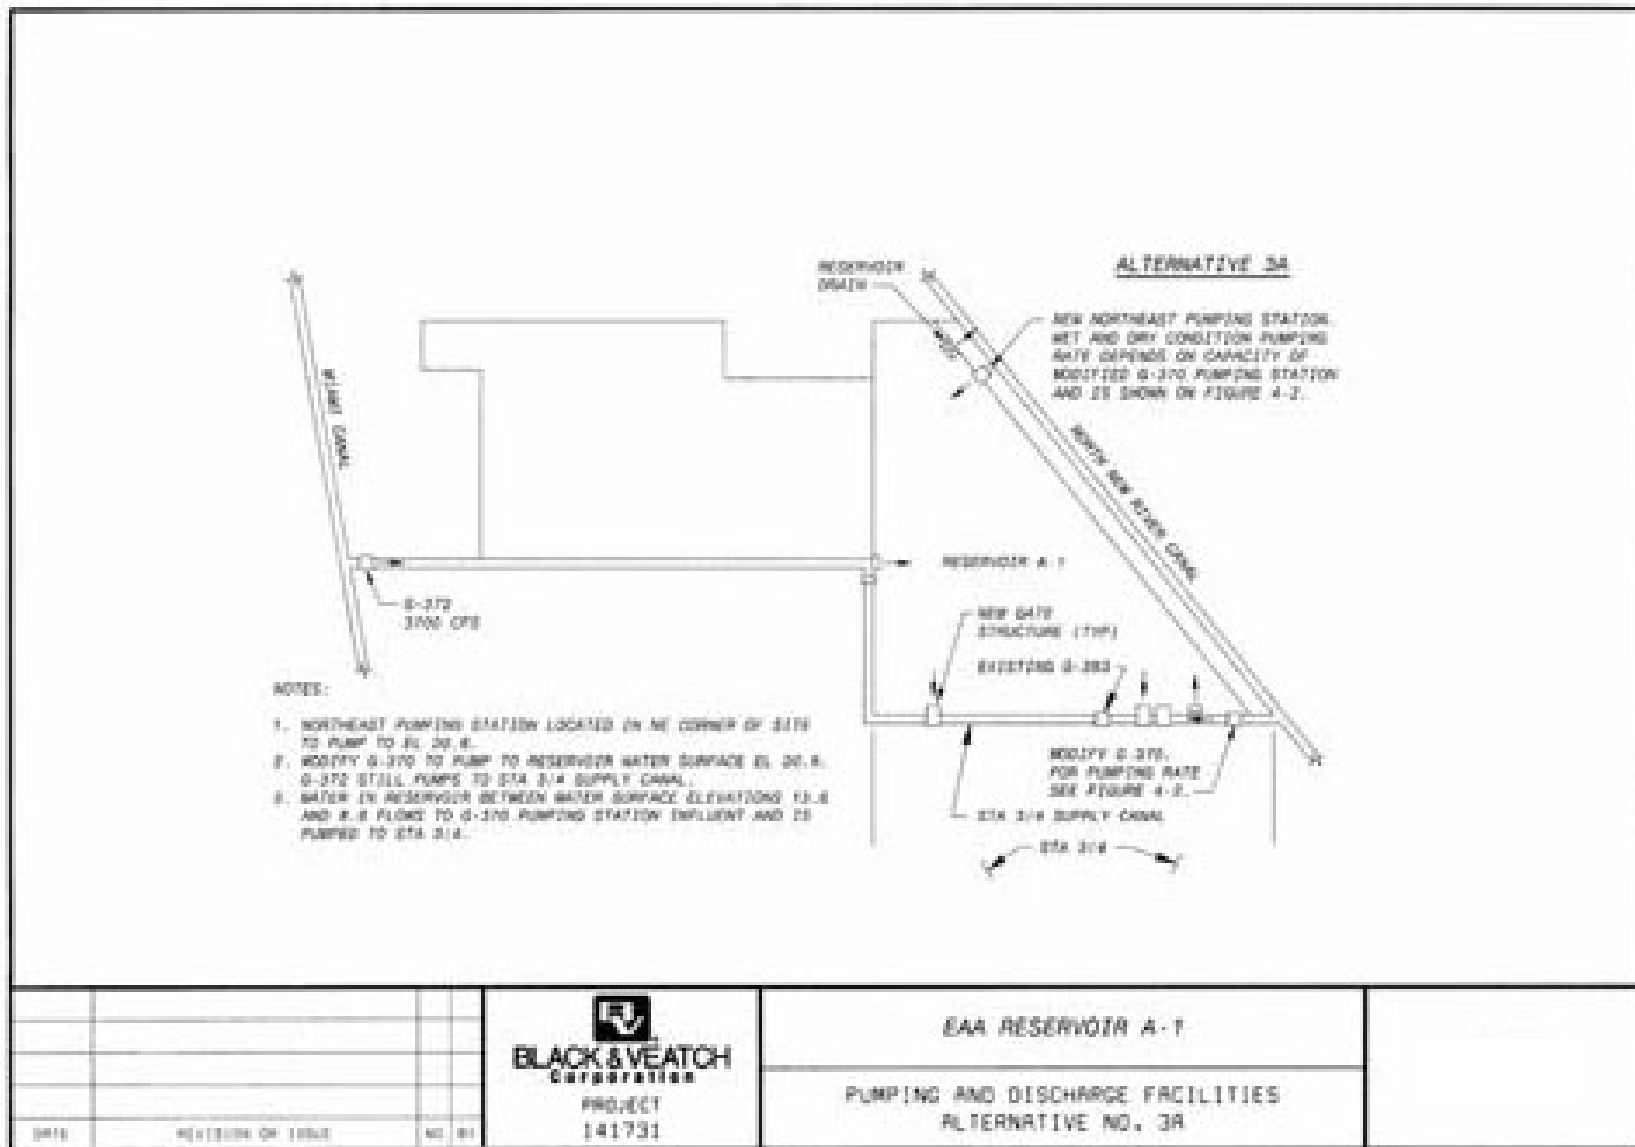 ALTERNATIVE 3A
RESERVOIR
DRAIN
NEW NORTHEAST PUMPING STATION.
WET AND DRY CONDITION PUMPING
RATE DEPENDS ON CAPACITY OF
MODIFIED G-370 PUMPING STATION
AND IS SHOWN ON FIGURE 4-2.
MIAMI CANAL
NORTH NEW RIVER CANAL
RESERVOIR A-1
G-372
3700 CFS
NEW GATE
STRUCTURE (TYP)
EXISTING G-383
MODIFY G-370.
FOR PUMPING RATE
SEE FIGURE 4-2.
STA 3/4 SUPPLY CANAL
STA 3/4
NOTES:
1. NORTHEAST PUMPING STATION LOCATED IN NE CORNER OF SITE
TO PUMP TO EL
2. MODIFY G-370 TO PUMP TO RESERVOIR WATER SURFACE EL
G-372 STILL PUMPS TO STA 3/4 SUPPLY CANAL.
3. WATER IN RESERVOIR BETWEEN WATER SURFACE ELEVATIONS
AND FLOWS TO G-370 PUMPING STATION INFLUENT AND IS
PUMPED TO STA 3/4.
DATE REVISION OR ISSUE NO BY
BV
BLACK & VEATCH
Corporation
PROJECT
141731
EAA RESERVOIR A-1
PUMPING AND DISCHARGE FACILITIES
ALTERNATIVE NO. 3A